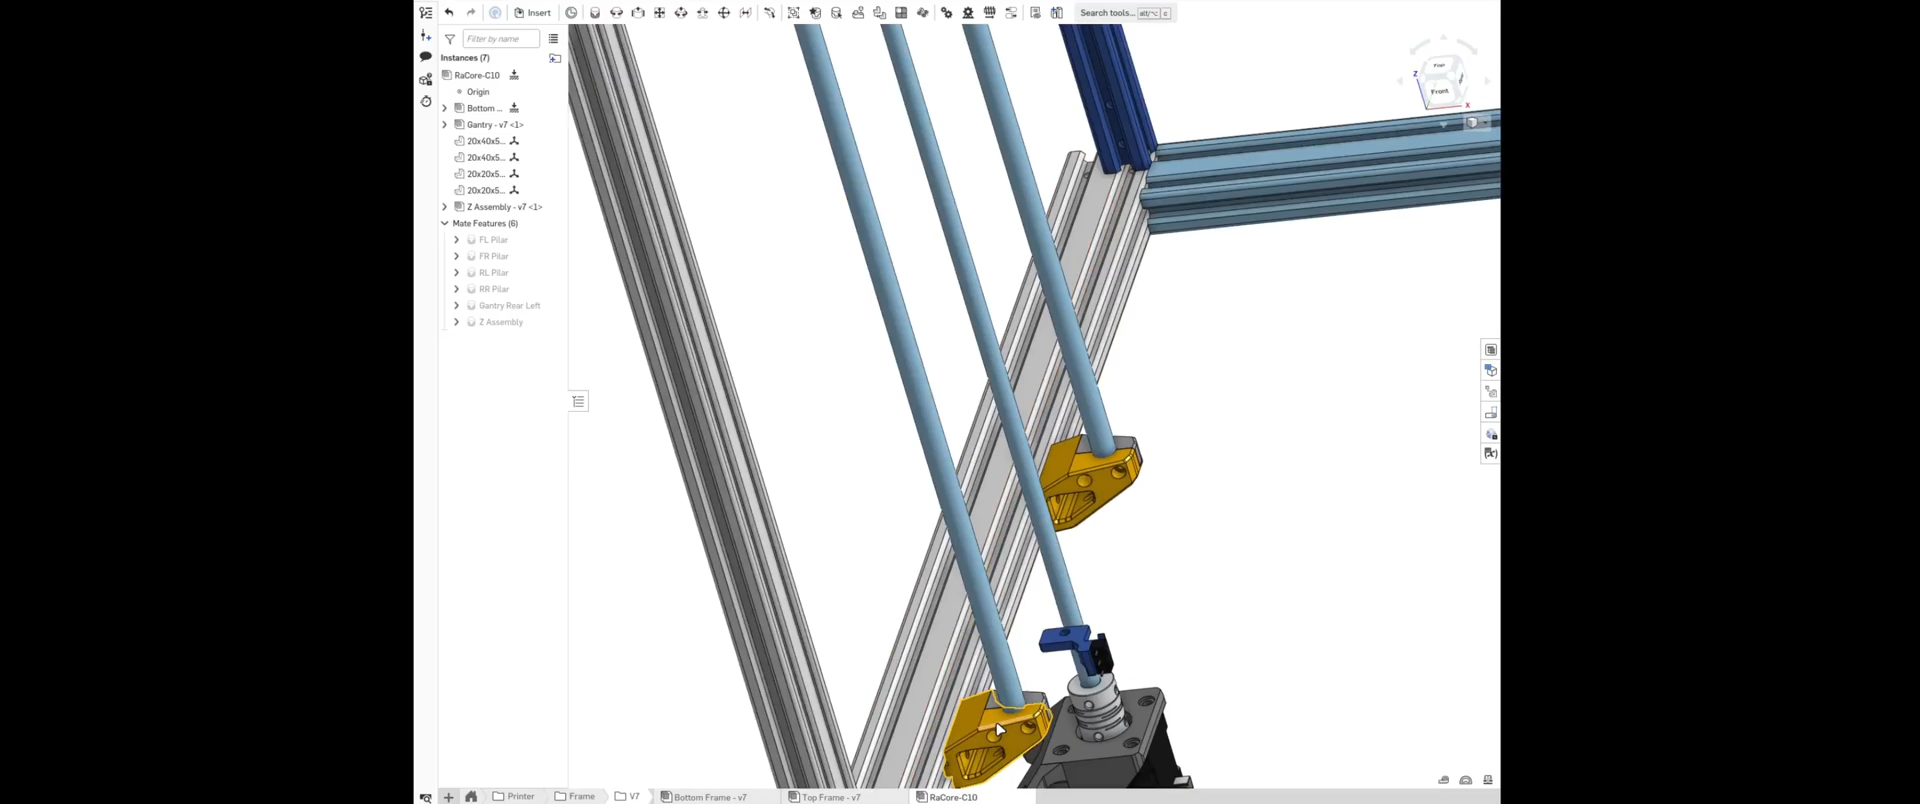 Insert
Search tools... alt/⌥ c
Filter by name
Instances (7)
RaCore-C10
Origin
Bottom ...
Gantry - v7 <1>
20x40x5...
20x40x5...
20x20x5...
20x20x5...
Z Assembly - v7 <1>
Mate Features (6)
FL Pilar
FR Pilar
RL Pilar
RR Pilar
Gantry Rear Left
Z Assembly
Z
Front
X
Printer
Frame
V7
Bottom Frame - v7
Top Frame - v7
RaCore-C10